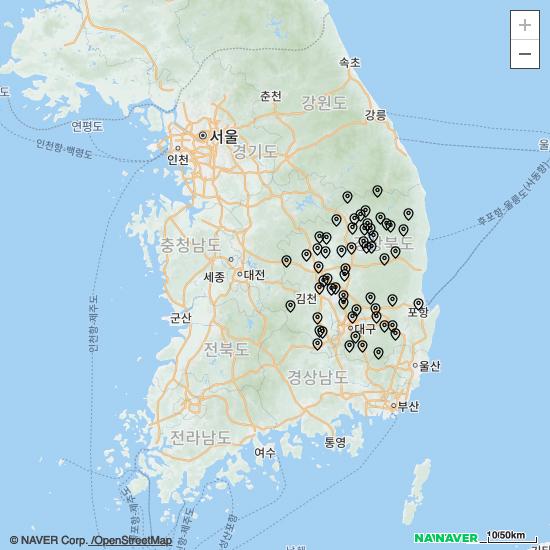 +
−
속초
춘천
강원도
강릉
도
연평도
서울
인천
경기도
인천항-백령도
울
후포항-울릉도(사동항)
충청남도
북도
세종
대전
김천
포항
군산
대구
인천항-제주도
전북도
경상남도
울산
부산
전라남도
여수
통영
© NAVER Corp. /OpenStreetMap
NAVER
10/50km